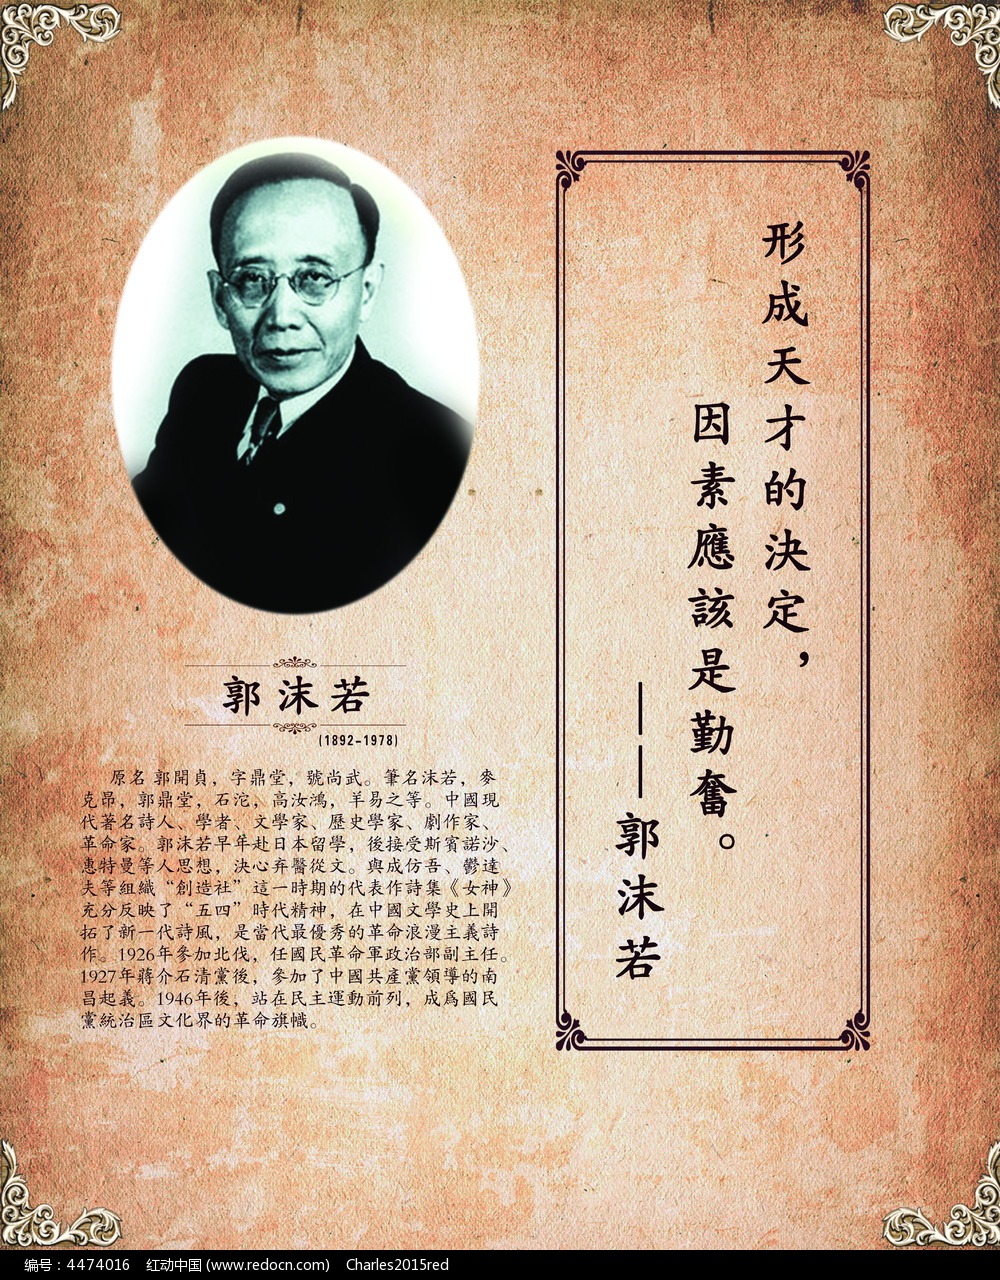 形成天才的決定，
因素應該是勤奮。
——郭沫若
郭沫若
(1892-1978)
原名 郭開貞，字鼎堂，號尚武。筆名沫若，麥
克昂，郭鼎堂，石沱，高汝鴻，羊易之等。中國現
代著名詩人、學者、文學家、歷史學家、劇作家、
革命家。郭沫若早年赴日本留學，後接受斯賓諾沙、
惠特曼等人思想，決心弃醫從文。與成仿吾、鬱達
夫等組織“創造社”這一時期的代表作詩集《女神》
充分反映了“五四”時代精神，在中國文學史上開
拓了新一代詩風，是當代最優秀的革命浪漫主義詩
作。1926年參加北伐，任國民革命軍政治部副主任。
1927年蔣介石清黨後，參加了中國共產黨領導的南
昌起義。1946年後，站在民主運動前列，成爲國民
黨統治區文化界的革命旗幟。
编号：4474016 红动中国 (www.redocn.com) Charles2015red